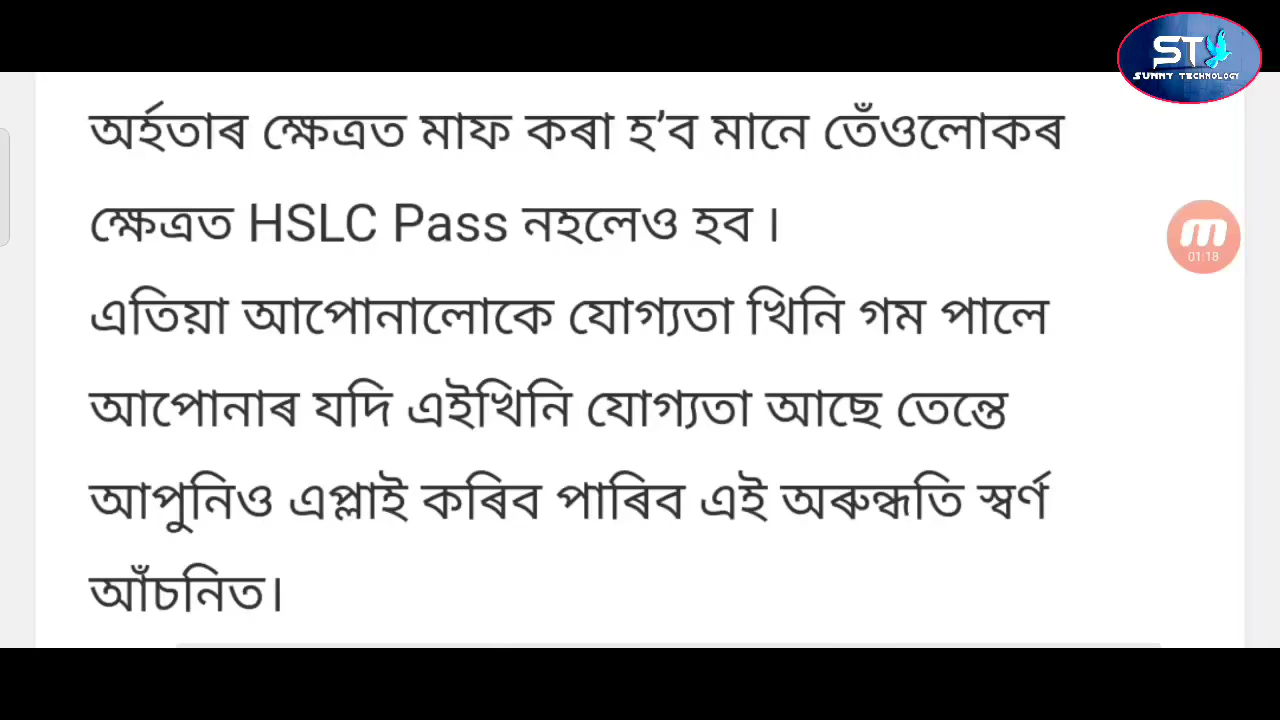 ST
SUNNY TECHNOLOGY
অৰ্হতাৰ ক্ষেত্ৰত মাফ কৰা হ’ব মানে তেঁওলোকৰ
ক্ষেত্ৰত HSLC Pass নহলেও হব ।
01:18
এতিয়া আপোনালোকে যোগ্যতা খিনি গম পালে
আপোনাৰ যদি এইখিনি যোগ্যতা আছে তেন্তে
আপুনিও এপ্লাই কৰিব পাৰিব এই অৰুন্ধতি স্বৰ্ণ
আঁচনিত।